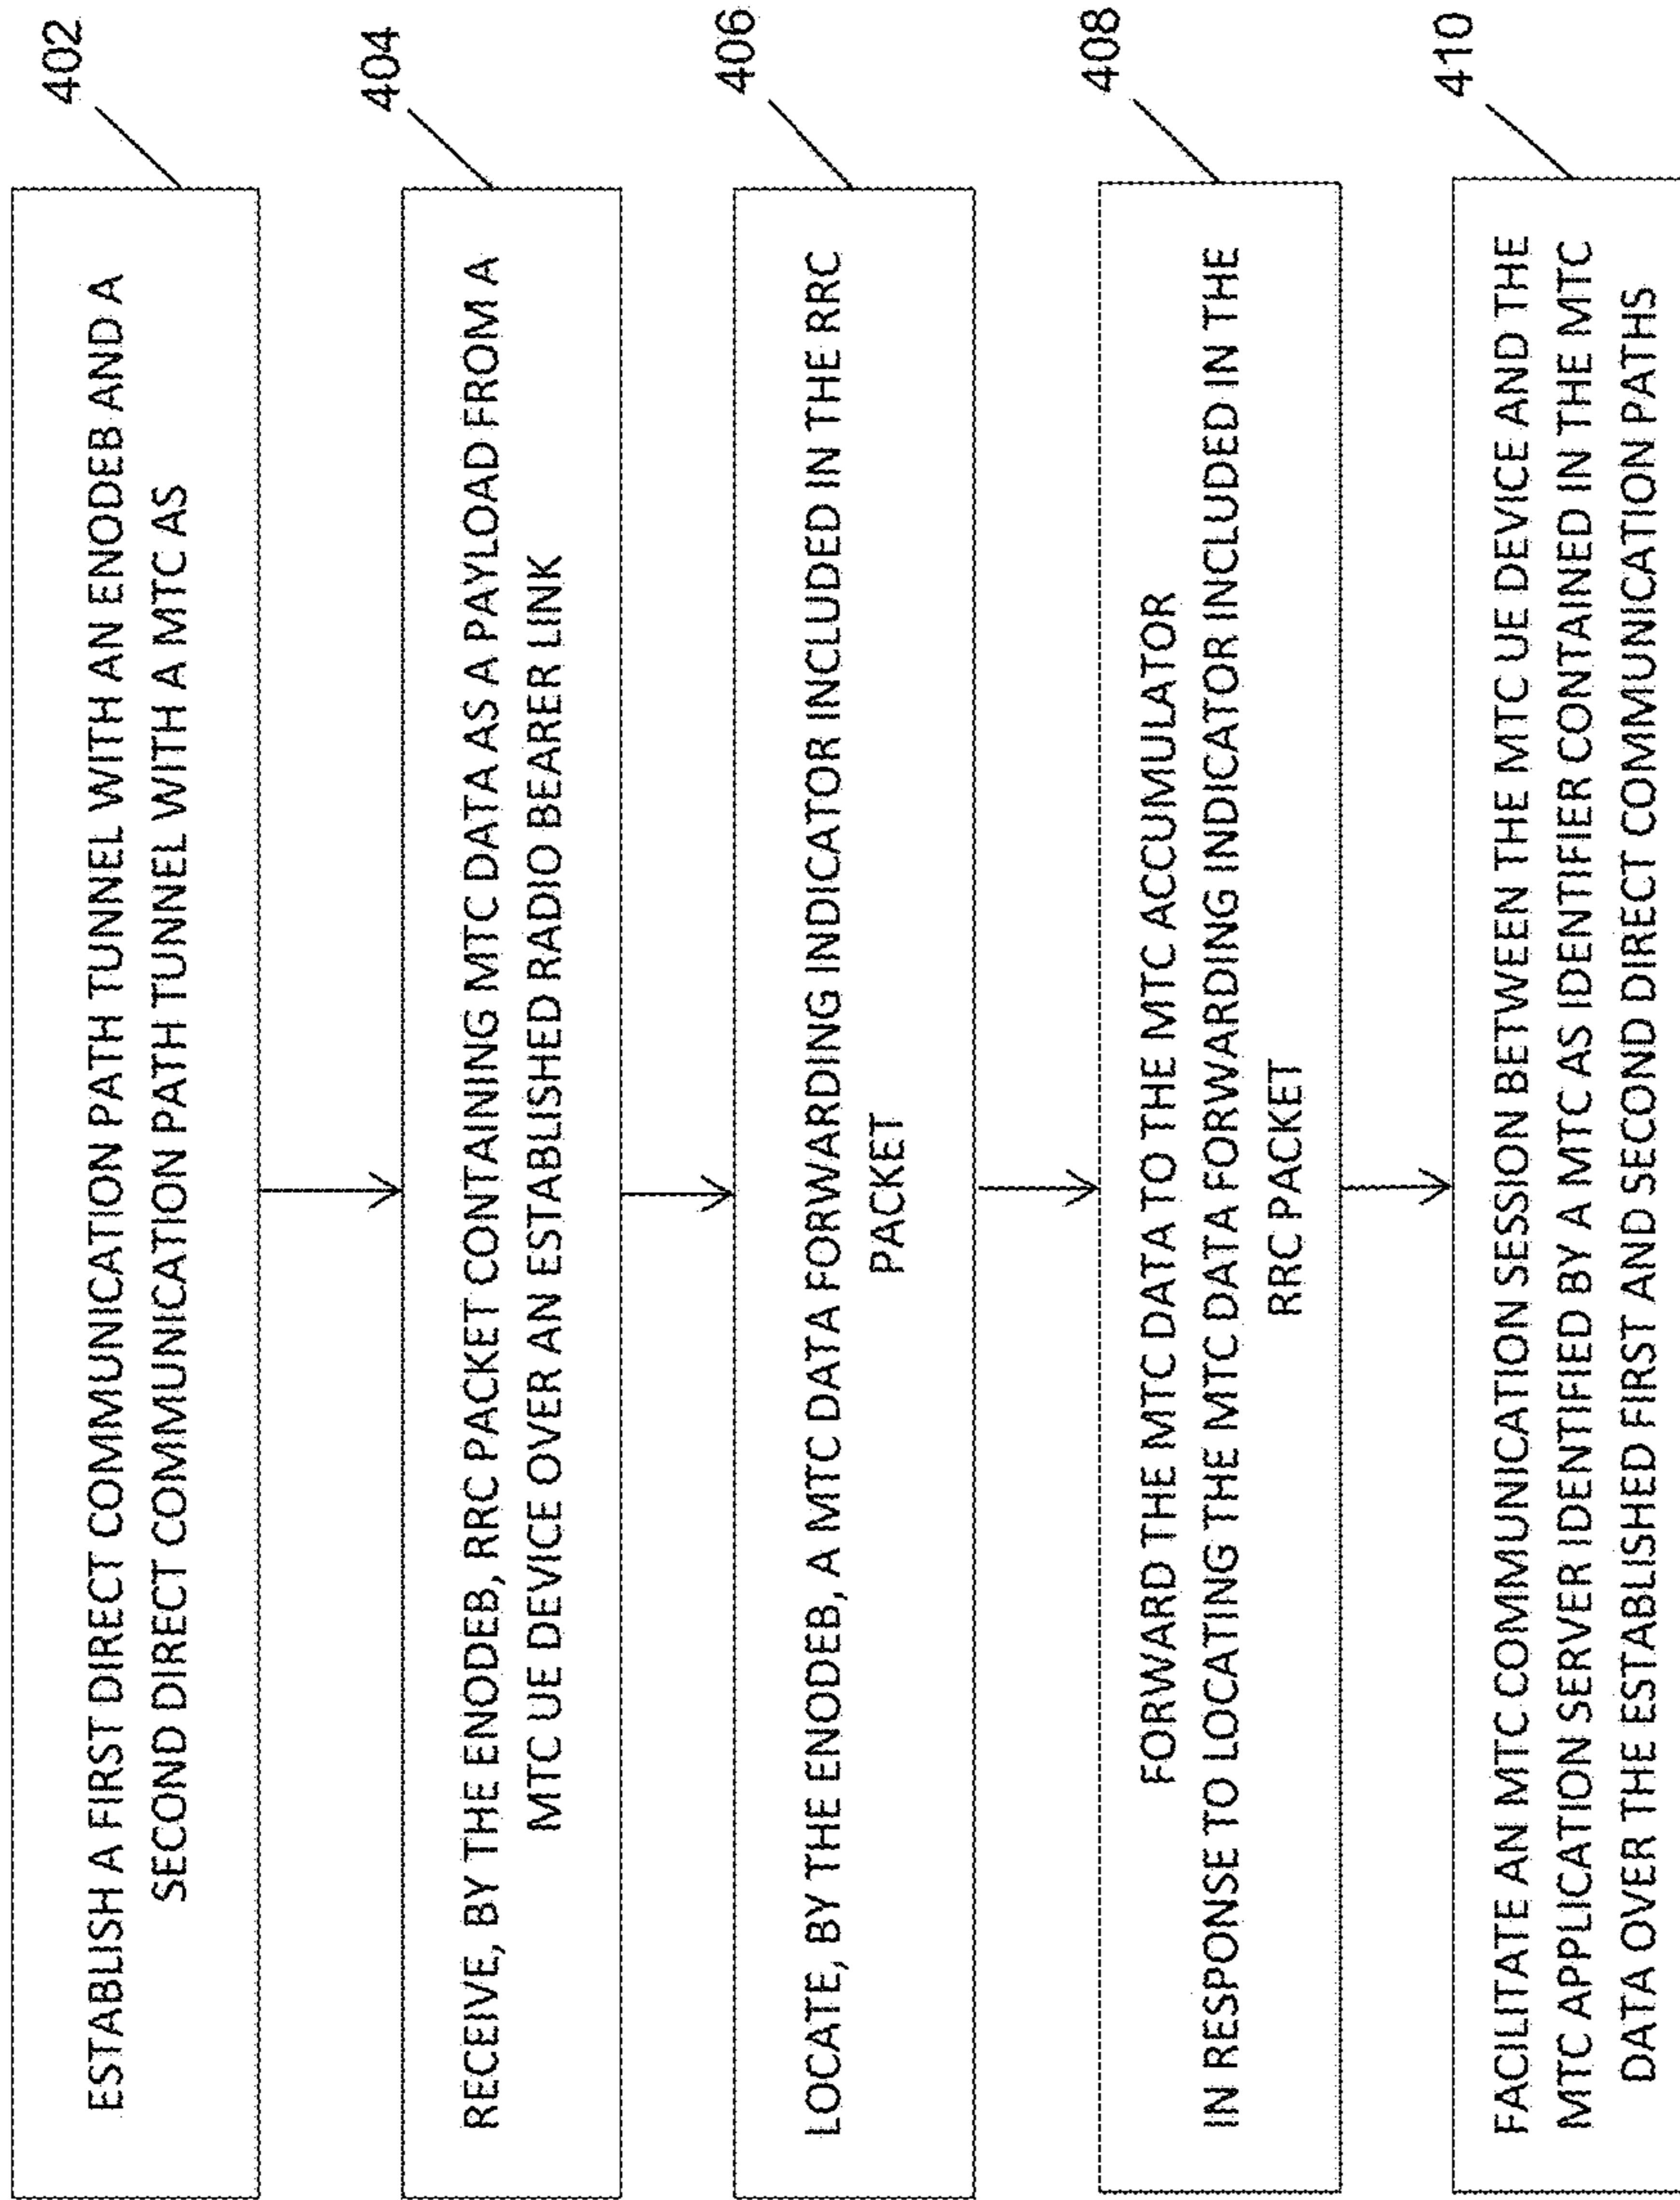 402
ESTABLISH A FIRST DIRECT COMMUNICATION PATH TUNNEL WITH AN ENODEB AND A
SECOND DIRECT COMMUNICATION PATH TUNNEL WITH A MTC AS
404
RECEIVE, BY THE ENODEB, RRC PACKET CONTAINING MTC DATA AS A PAYLOAD FROM A
MTC UE DEVICE OVER AN ESTABLISHED RADIO BEARER LINK
406
LOCATE, BY THE ENODEB, A MTC DATA FORWARDING INDICATOR INCLUDED IN THE RRC
PACKET
408
FORWARD THE MTC DATA TO THE MTC ACCUMULATOR
IN RESPONSE TO LOCATING THE MTC DATA FORWARDING INDICATOR INCLUDED IN THE
RRC PACKET
410
FACILITATE AN MTC COMMUNICATION SESSION BETWEEN THE MTC UE DEVICE AND THE
MTC APPLICATION SERVER IDENTIFIED BY A MTC AS IDENTIFIER CONTAINED IN THE MTC
DATA OVER THE ESTABLISHED FIRST AND SECOND DIRECT COMMUNICATION PATHS